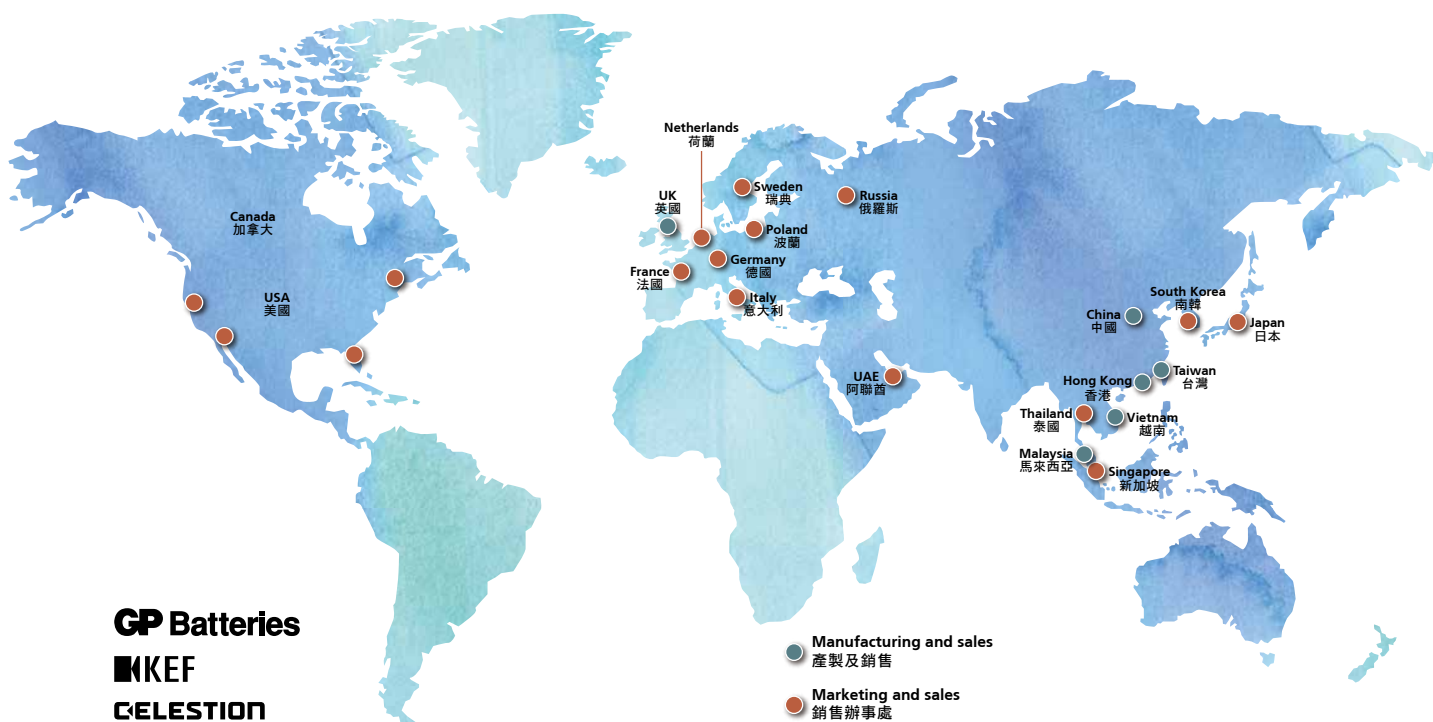 Netherlands
荷蘭
UK
英國
Sweden
瑞典
Russia
俄羅斯
Canada
加拿大
Poland
波蘭
Germany
德國
France
法國
USA
美國
Italy
意大利
South Korea
南韓
China
中國
Japan
日本
UAE
阿聯酋
Taiwan
台灣
Hong Kong
香港
Thailand
泰國
Vietnam
越南
Malaysia
馬來西亞
Singapore
新加坡
GP Batteries
KEF
CELESTION
Manufacturing and sales
產製及銷售
Marketing and sales
銷售辦事處